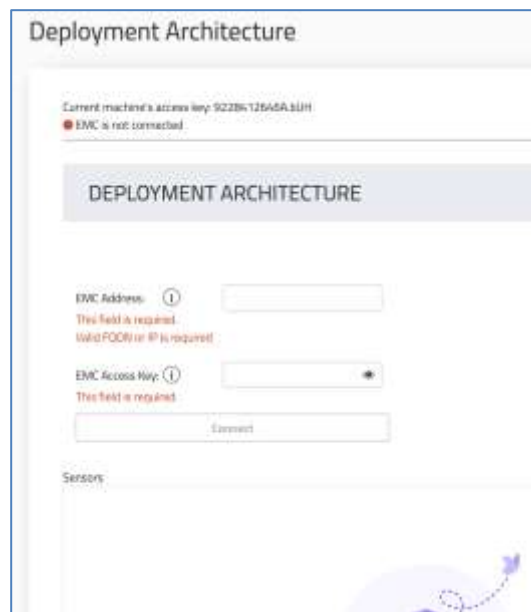 Deployment Architecture
Current machine's access key:
EMC is not connected
DEPLOYMENT ARCHITECTURE
EMC Address: i
This field is required.
Valid FQDN or IP is required
EMC Access Key: i
This field is required.
Connect
Sensors